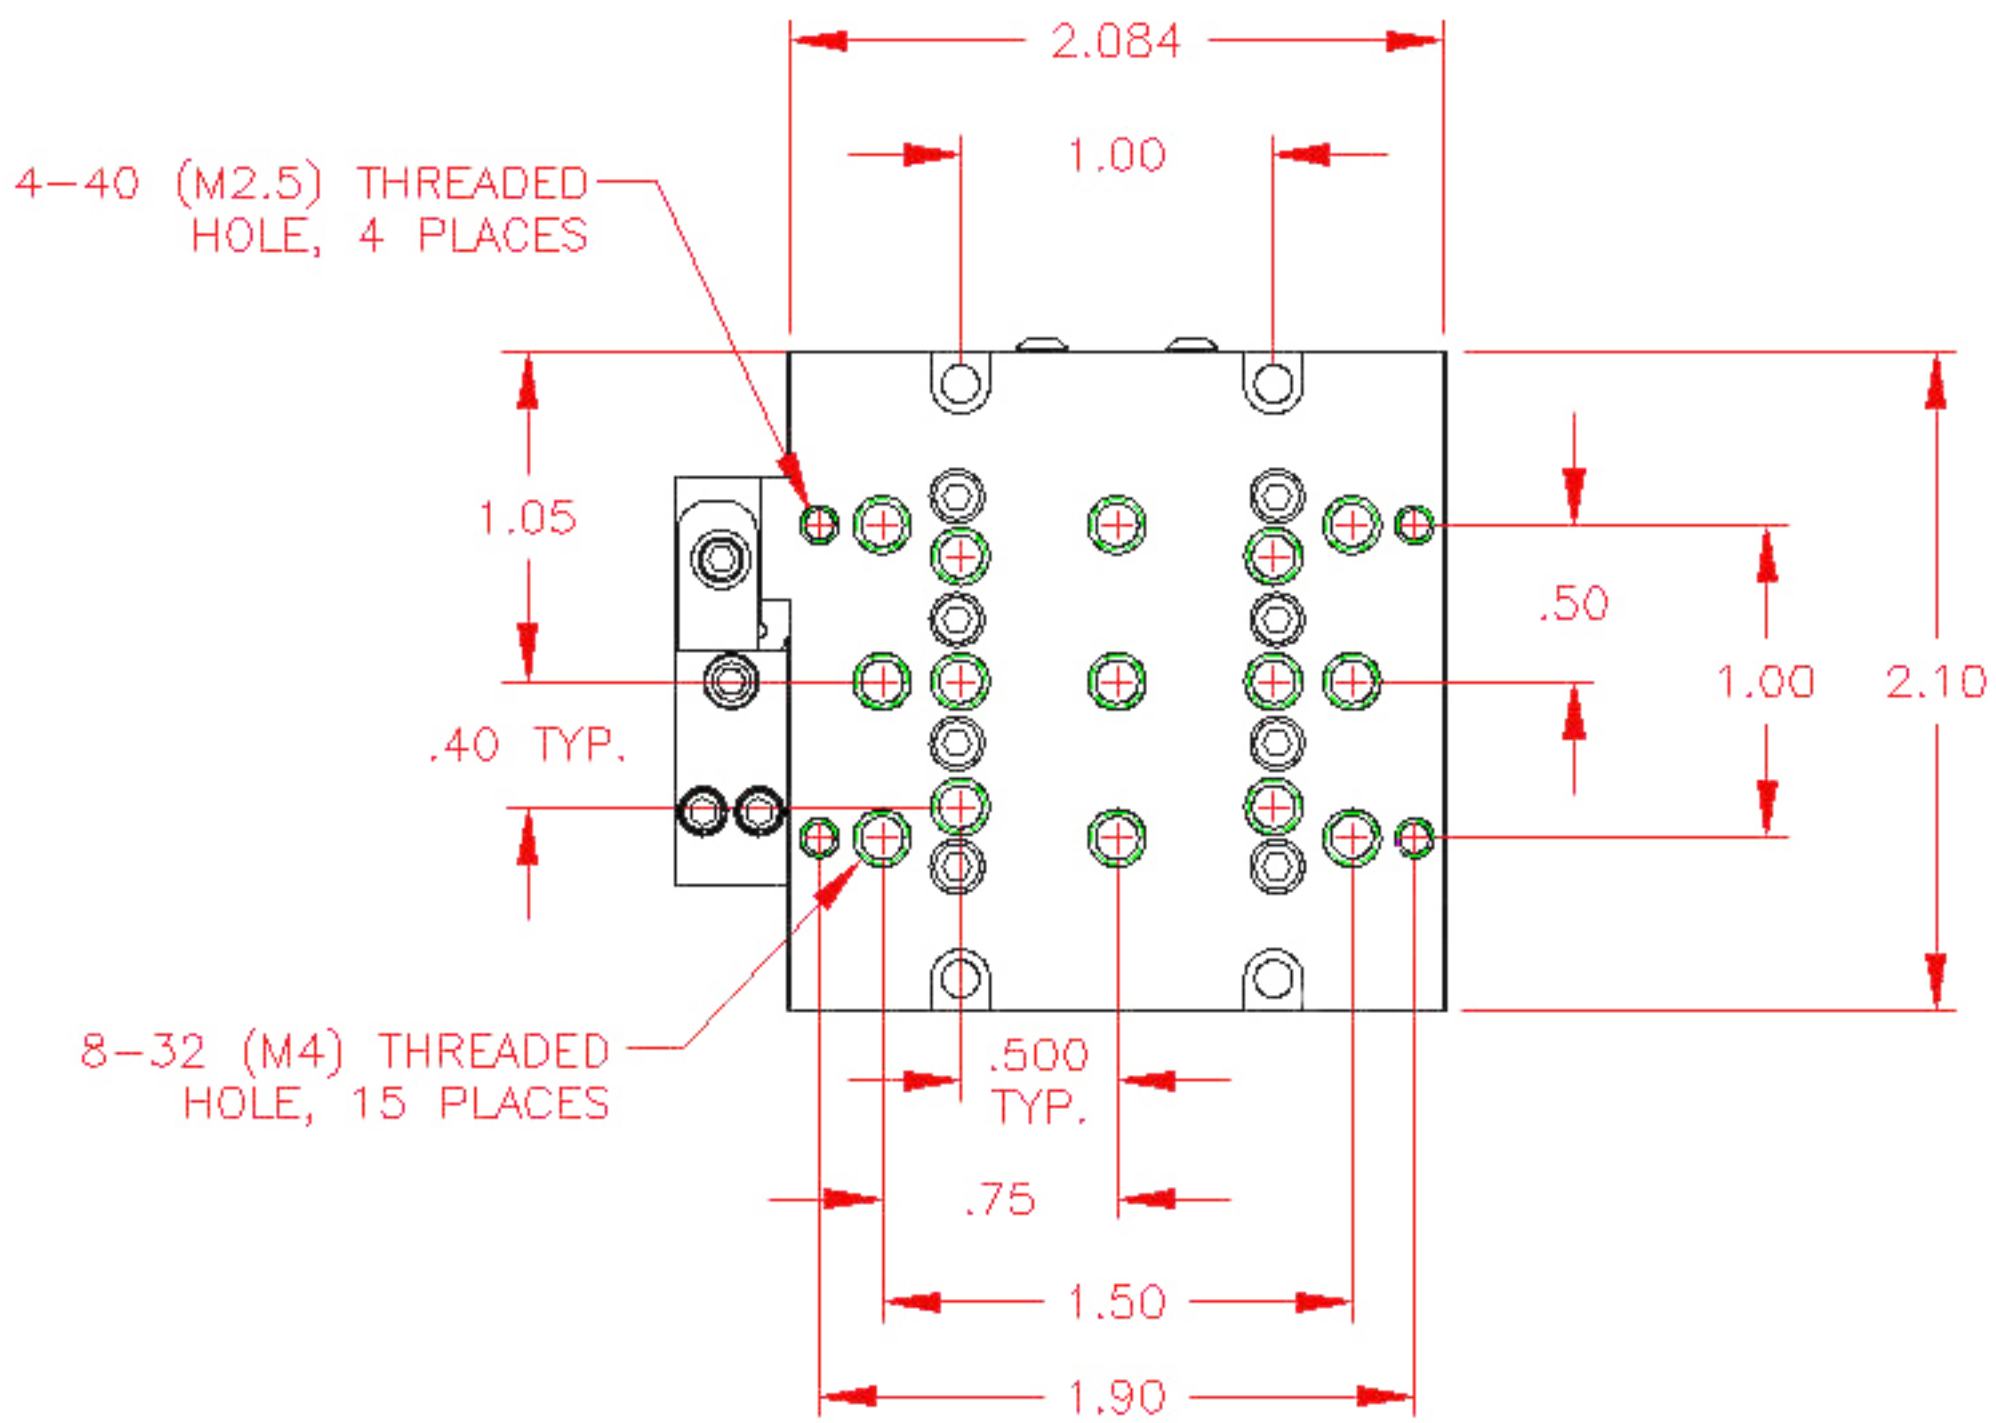 2.084
1.00
4-40 (M2.5) THREADED
HOLE, 4 PLACES
1.05
.50
1.00
2.10
.40 TYP.
8-32 (M4) THREADED
HOLE, 15 PLACES
.500
TYP.
.75
1.50
1.90